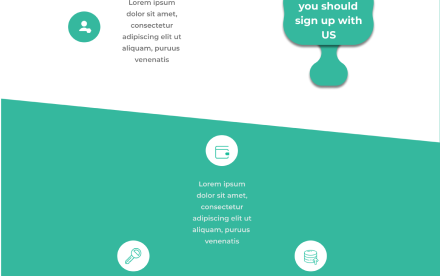 Lorem ipsum
dolor sit amet,
consectetur
adipiscing elit ut
aliquam, puruus
venenatis
you should
sign up with
US
Lorem ipsum
dolor sit amet,
consectetur
adipiscing elit ut
aliquam, puruus
venenatis